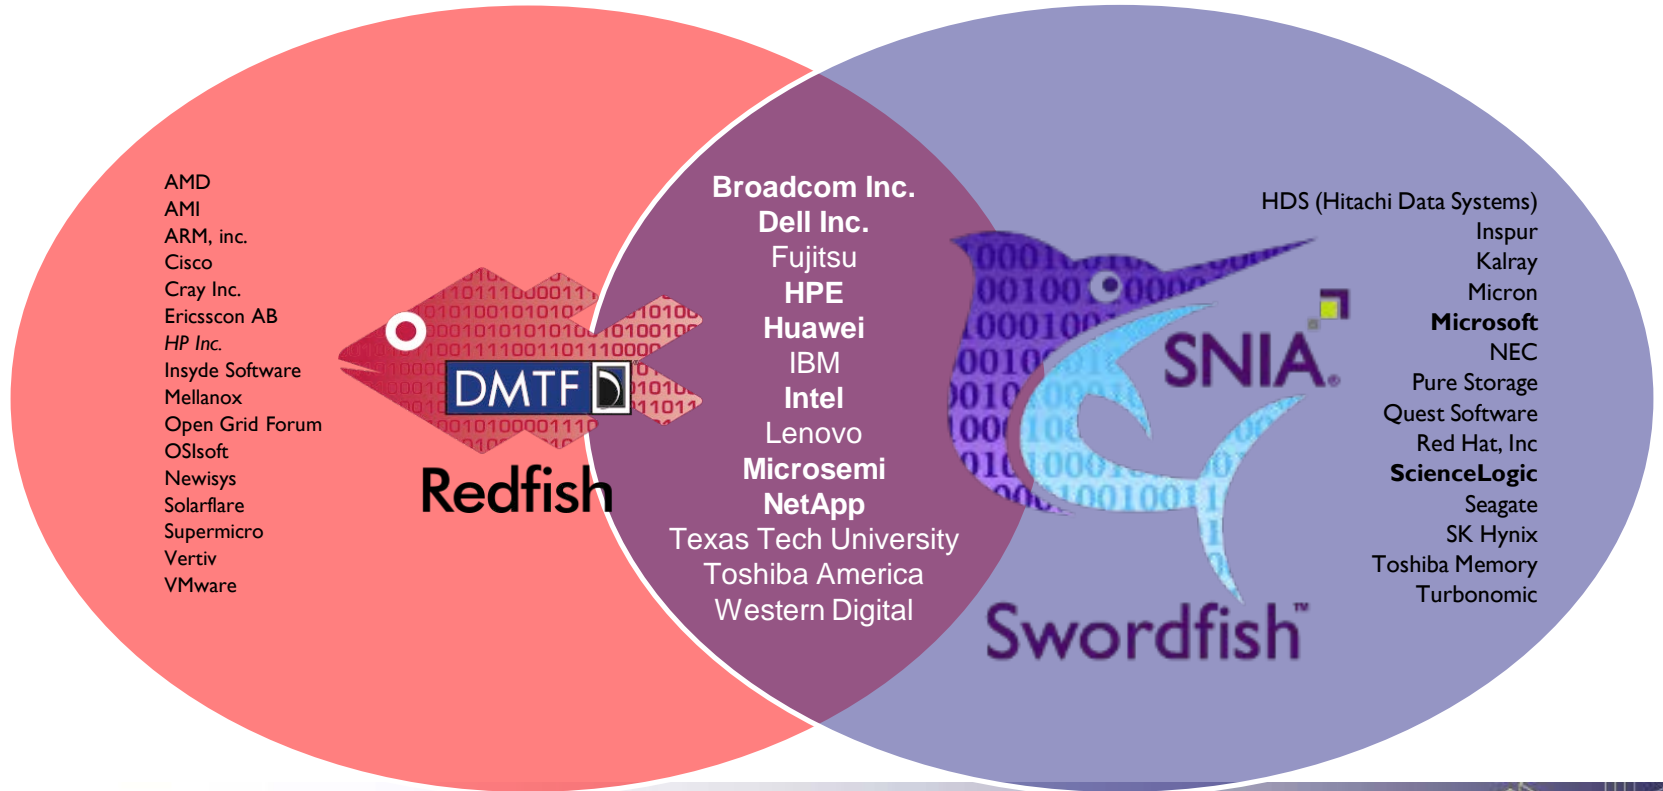 AMD
AMI
ARM, inc.
Cisco
Cray Inc.
Ericsscon AB
HP Inc.
Insyde Software
Mellanox
Open Grid Forum
OSIsoft
Newisys
Solarflare
Supermicro
Vertiv
VMware
DMTF
Redfish
Broadcom Inc.
Dell Inc.
Fujitsu
HPE
Huawei
IBM
Intel
Lenovo
Microsemi
NetApp
Texas Tech University
Toshiba America
Western Digital
SNIA
Swordfish™
HDS (Hitachi Data Systems)
Inspur
Kalray
Micron
Microsoft
NEC
Pure Storage
Quest Software
Red Hat, Inc
ScienceLogic
Seagate
SK Hynix
Toshiba Memory
Turbonomic